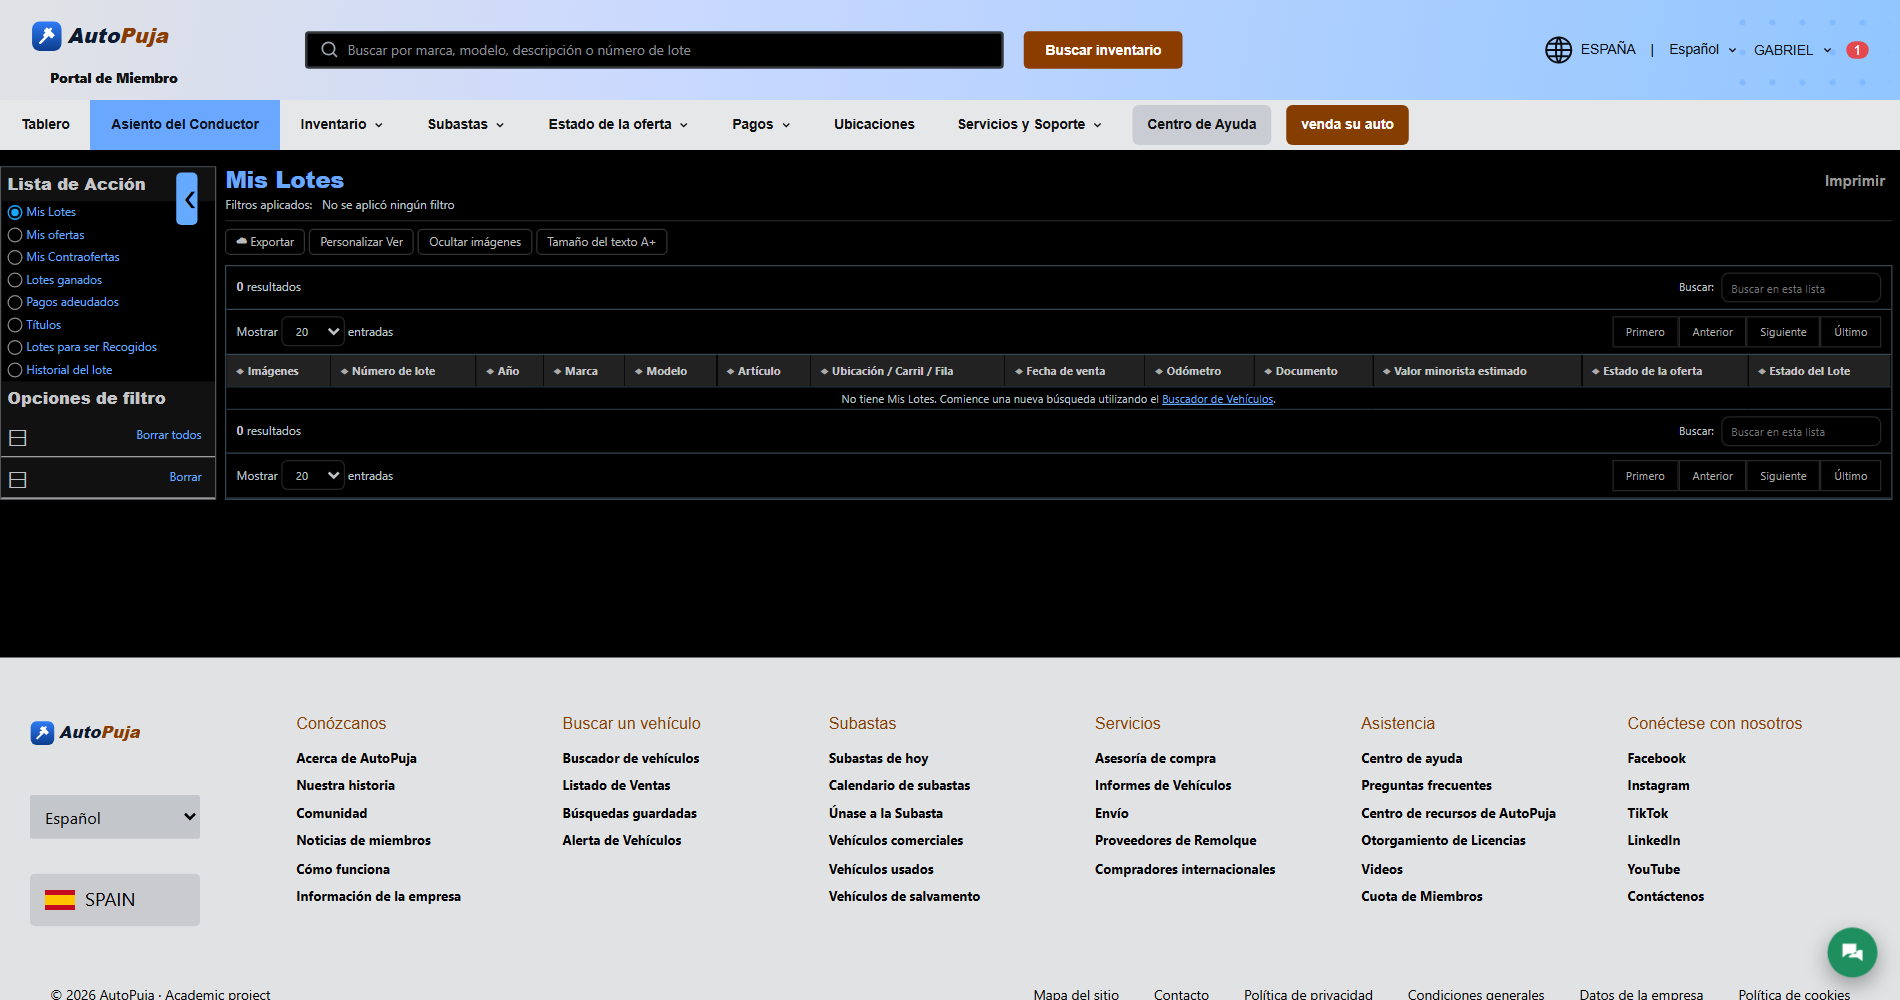 AutoPuja
Portal de Miembro
Buscar por marca, modelo, descripción o número de lote
Buscar inventario
ESPAÑA | Español GABRIEL 1
Tablero Asiento del Conductor Inventario Subastas Estado de la oferta Pagos Ubicaciones Servicios y Soporte Centro de Ayuda venda su auto
Lista de Acción
Mis Lotes
Mis ofertas
Mis Contraofertas
Lotes ganados
Pagos adeudados
Títulos
Lotes para ser Recogidos
Historial del lote
Opciones de filtro
Borrar todos
Borrar
Mis Lotes
Imprimir
Filtros aplicados: No se aplicó ningún filtro
Exportar Personalizar Ver Ocultar imágenes Tamaño del texto A+
0 resultados Buscar: Buscar en esta lista
Mostrar 20 entradas Primero Anterior Siguiente Último
Imágenes Número de lote Año Marca Modelo Artículo Ubicación / Carril / Fila Fecha de venta Odómetro Documento Valor minorista estimado Estado de la oferta Estado del Lote
No tiene Mis Lotes. Comience una nueva búsqueda utilizando el Buscador de Vehículos.
0 resultados Buscar: Buscar en esta lista
Mostrar 20 entradas Primero Anterior Siguiente Último
AutoPuja
Español
SPAIN
Conózcanos
Acerca de AutoPuja
Nuestra historia
Comunidad
Noticias de miembros
Cómo funciona
Información de la empresa
Buscar un vehículo
Buscador de vehículos
Listado de Ventas
Búsquedas guardadas
Alerta de Vehículos
Subastas
Subastas de hoy
Calendario de subastas
Únase a la Subasta
Vehículos comerciales
Vehículos usados
Vehículos de salvamento
Servicios
Asesoría de compra
Informes de Vehículos
Envío
Proveedores de Remolque
Compradores internacionales
Asistencia
Centro de ayuda
Preguntas frecuentes
Centro de recursos de AutoPuja
Otorgamiento de Licencias
Videos
Cuota de Miembros
Conéctese con nosotros
Facebook
Instagram
TikTok
LinkedIn
YouTube
Contáctenos
© 2026 AutoPuja · Academic project
Mapa del sitio Contacto Política de privacidad Condiciones generales Datos de la empresa Política de cookies